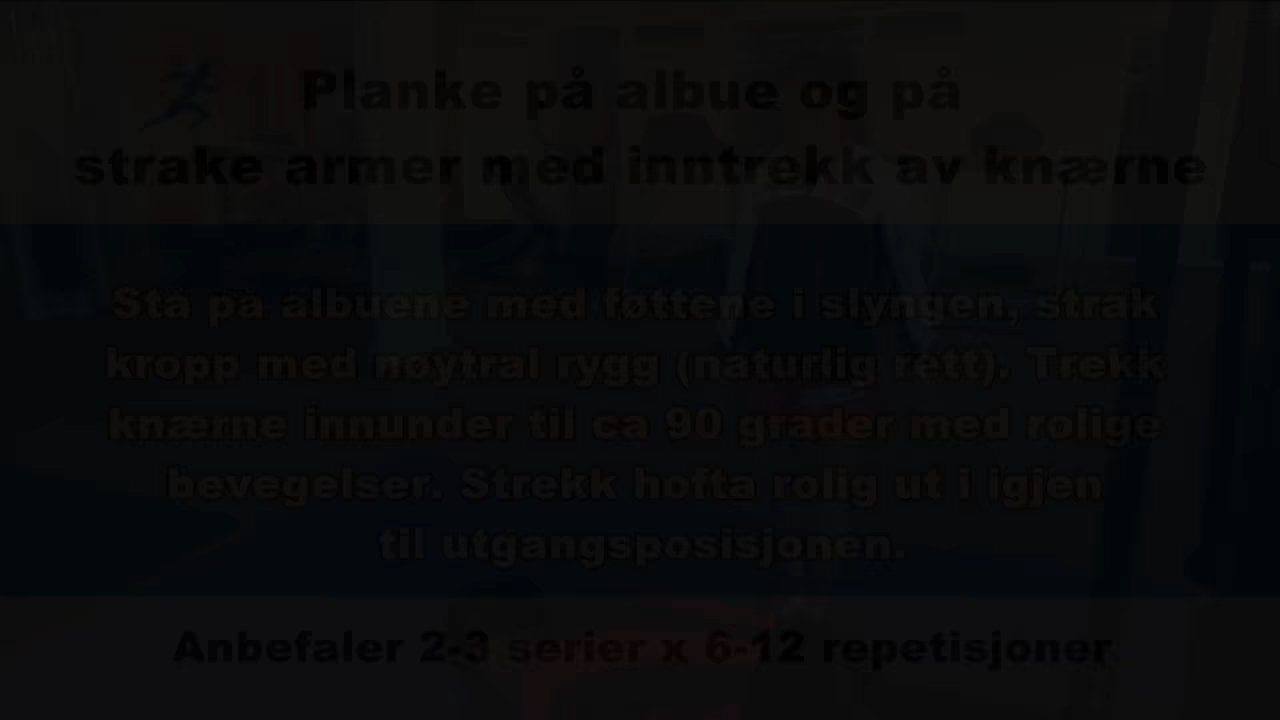 Planke på albue og på
strake armer med inntrekk av knærne
Stå på albuene med føttene i slyngen, strak
kropp med nøytral rygg (naturlig rett). Trekk
knærne innunder til ca 90 grader med rolige
bevegelser. Strekk hofta rolig ut i igjen
til utgangsposisjonen.
Anbefaler 2-3 serier x 6-12 repetisjoner